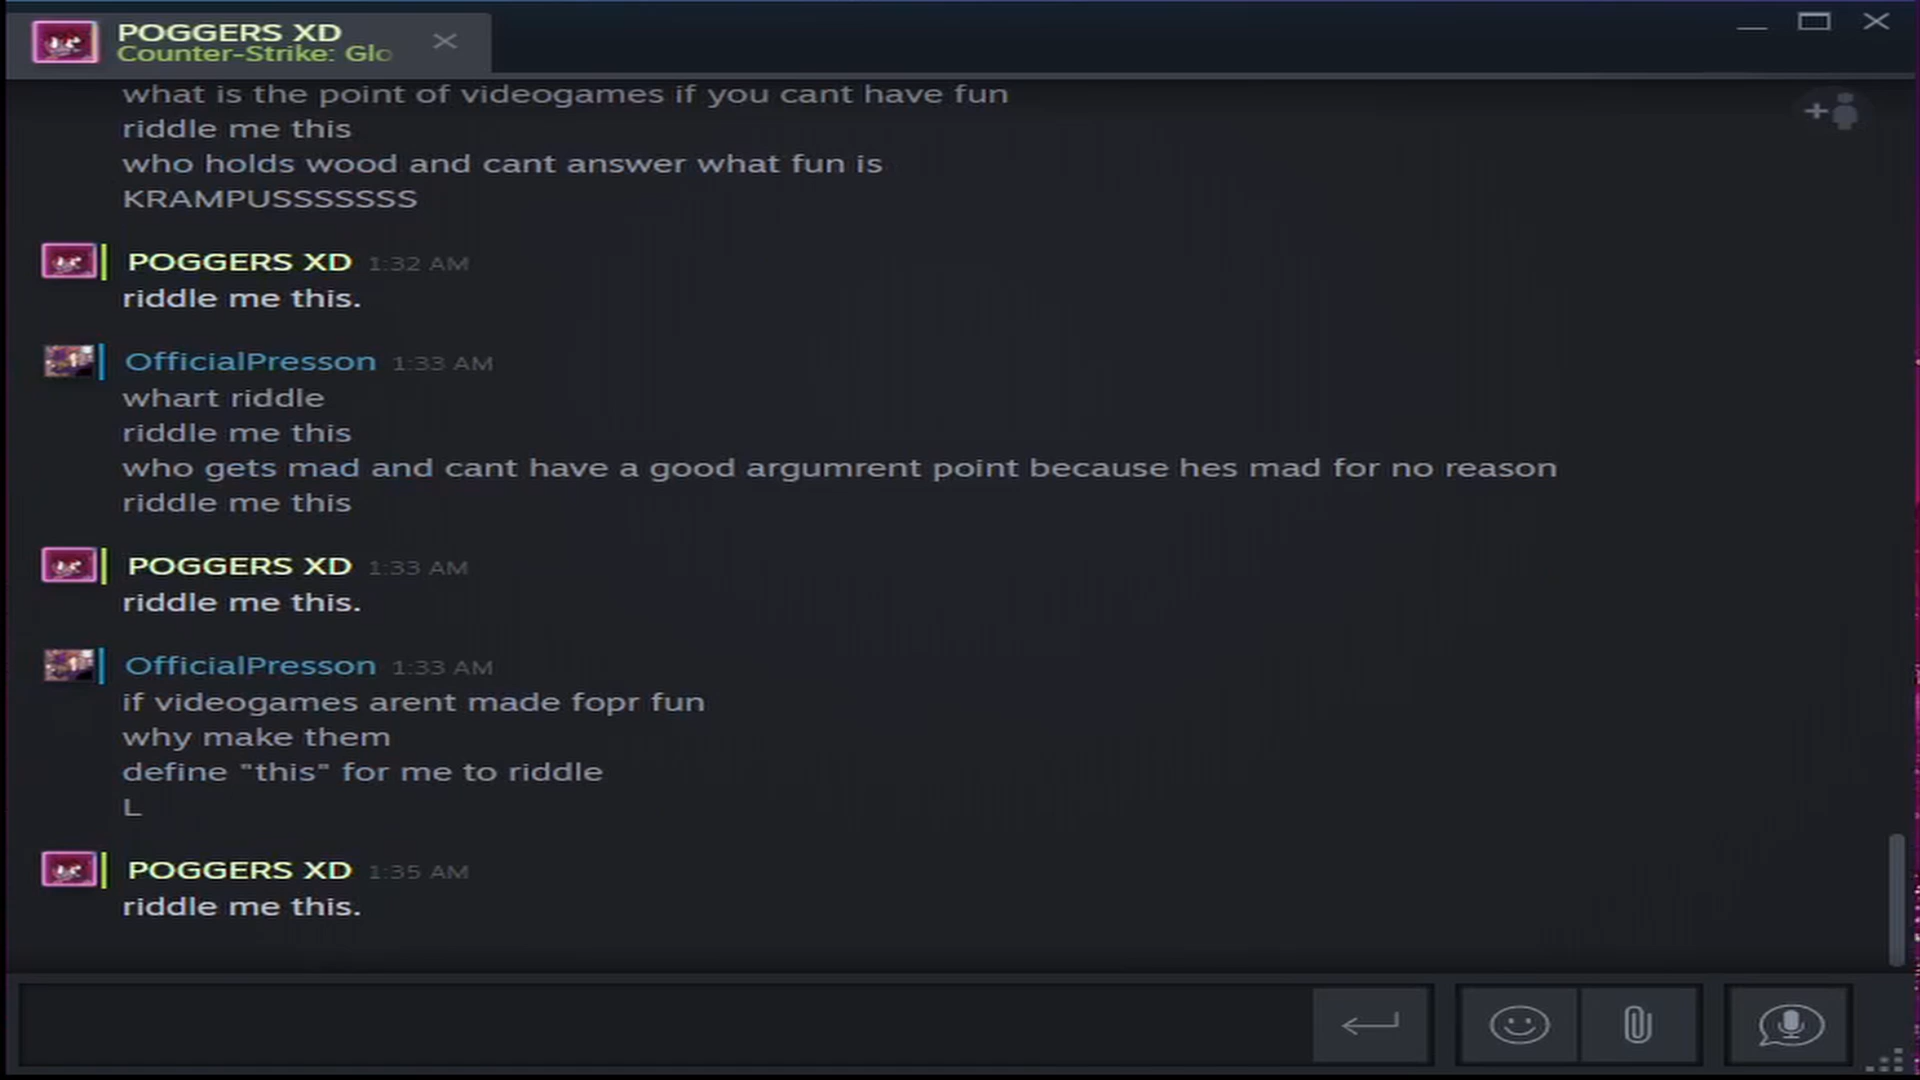 POGGERS XD
Counter-Strike: Glo
what is the point of videogames if you cant have fun
riddle me this
who holds wood and cant answer what fun is
KRAMPUSSSSSSS
POGGERS XD 1:32 AM
riddle me this.
OfficialPresson 1:33 AM
whart riddle
riddle me this
who gets mad and cant have a good argumrent point because hes mad for no reason
riddle me this
POGGERS XD 1:33 AM
riddle me this.
OfficialPresson 1:33 AM
if videogames arent made fopr fun
why make them
define "this" for me to riddle
L
POGGERS XD 1:35 AM
riddle me this.